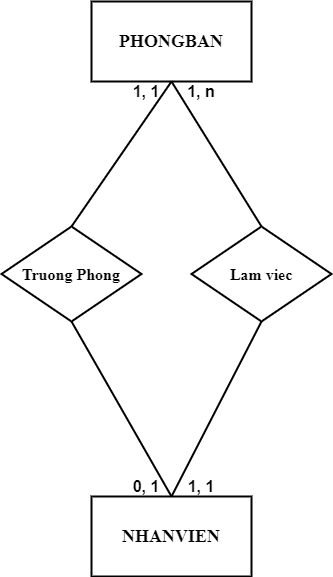 PHONGBAN
1, 1
1, n
Truong Phong
Lam viec
0, 1
1, 1
NHANVIEN